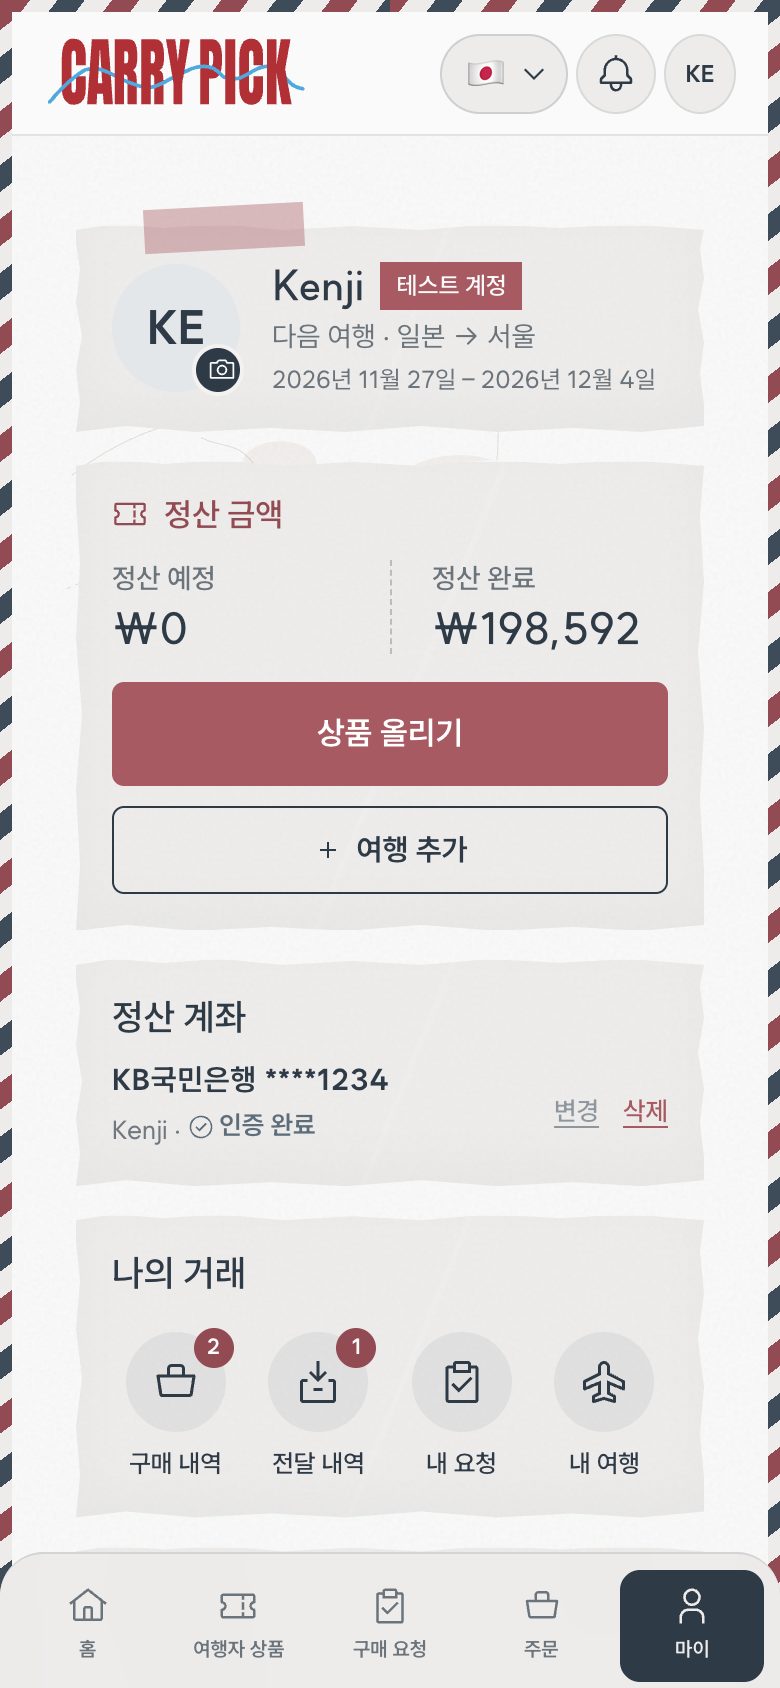 CARRY PICK
KE
KE
Kenji 테스트 계정
다음 여행 · 일본 → 서울
2026년 11월 27일 – 2026년 12월 4일
정산 금액
정산 예정
₩0
정산 완료
₩198,592
상품 올리기
+ 여행 추가
정산 계좌
KB국민은행 ****1234
Kenji · 인증 완료
변경 삭제
나의 거래
2
1
구매 내역
전달 내역
내 요청
내 여행
홈
여행자 상품
구매 요청
주문
마이